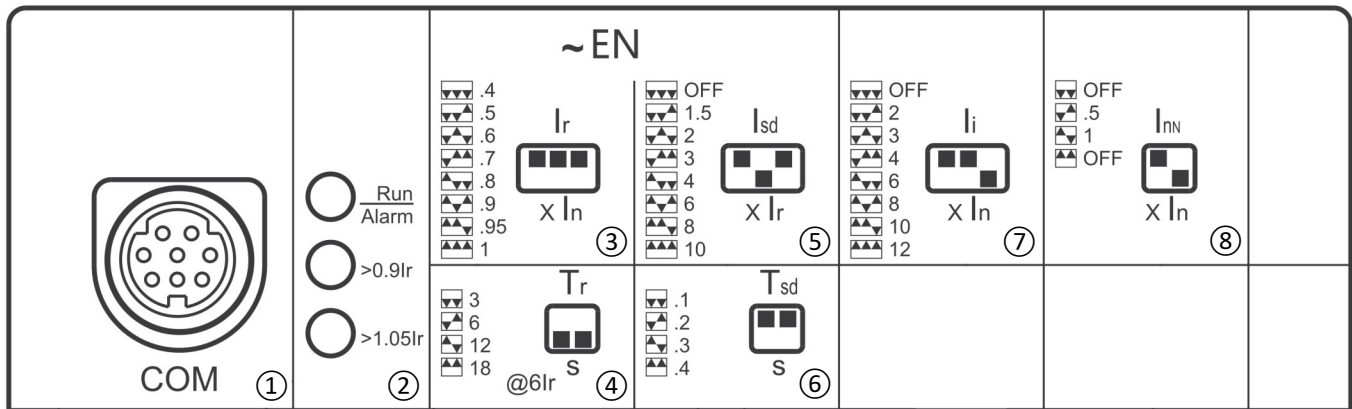 ~EN
COM
①
Run
Alarm
>0.9Ir
>1.05Ir
②
.4
.5
.6
.7
.8
.9
.95
1
Ir
x In
③
3
6
12
18
Tr
s
@6Ir
④
OFF
1.5
2
3
4
6
8
10
Isd
x Ir
⑤
.1
.2
.3
.4
Tsd
s
⑥
OFF
2
3
4
6
8
10
12
Ii
x In
⑦
OFF
.5
1
OFF
InN
x In
⑧